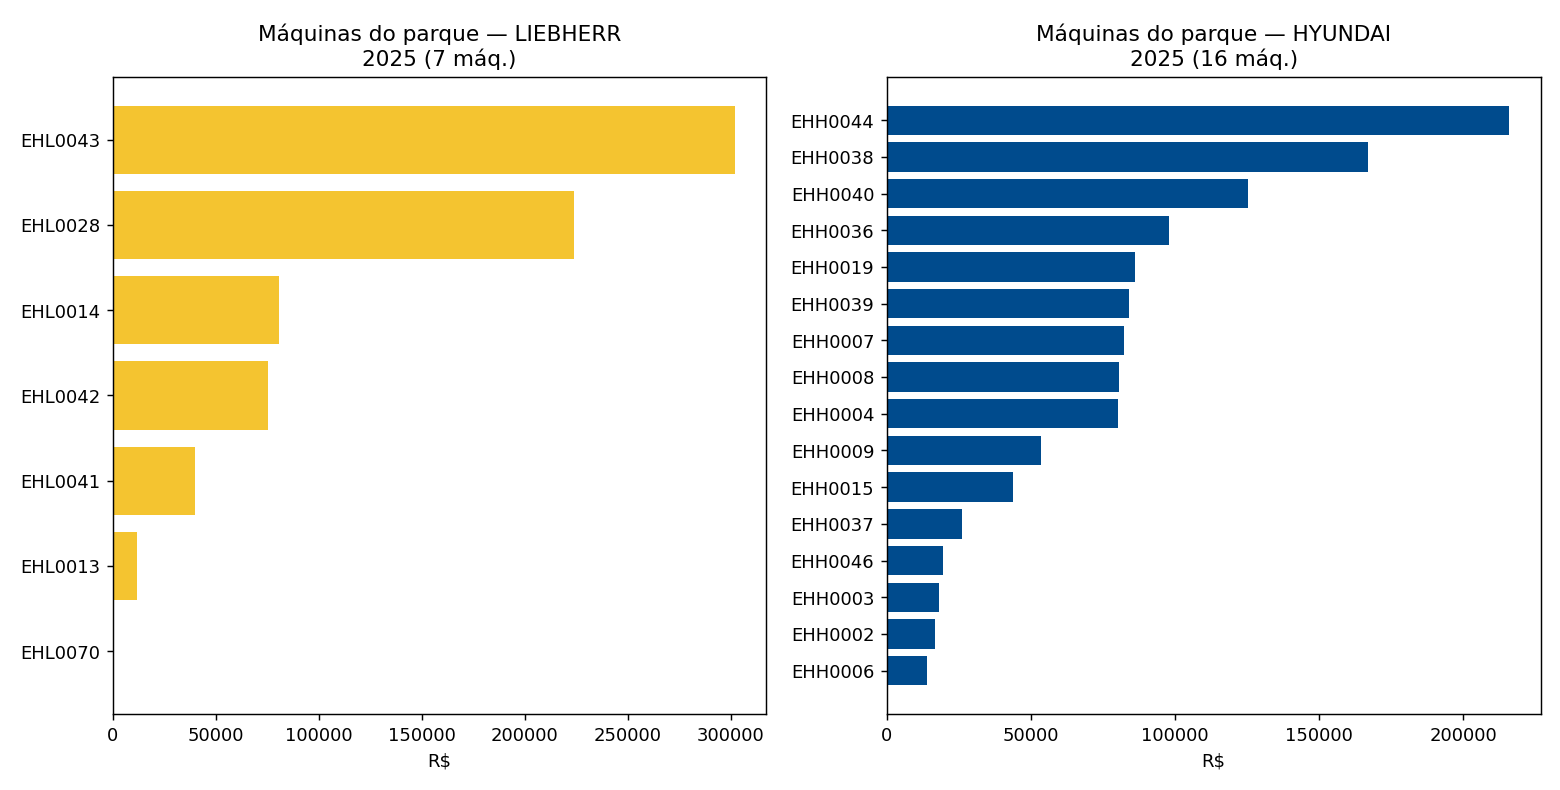 Máquinas do parque — LIEBHERR
2025 (7 máq.)
EHL0043
EHL0028
EHL0014
EHL0042
EHL0041
EHL0013
EHL0070
0 50000 100000 150000 200000 250000 300000
R$
Máquinas do parque — HYUNDAI
2025 (16 máq.)
EHH0044
EHH0038
EHH0040
EHH0036
EHH0019
EHH0039
EHH0007
EHH0008
EHH0004
EHH0009
EHH0015
EHH0037
EHH0046
EHH0003
EHH0002
EHH0006
0 50000 100000 150000 200000
R$